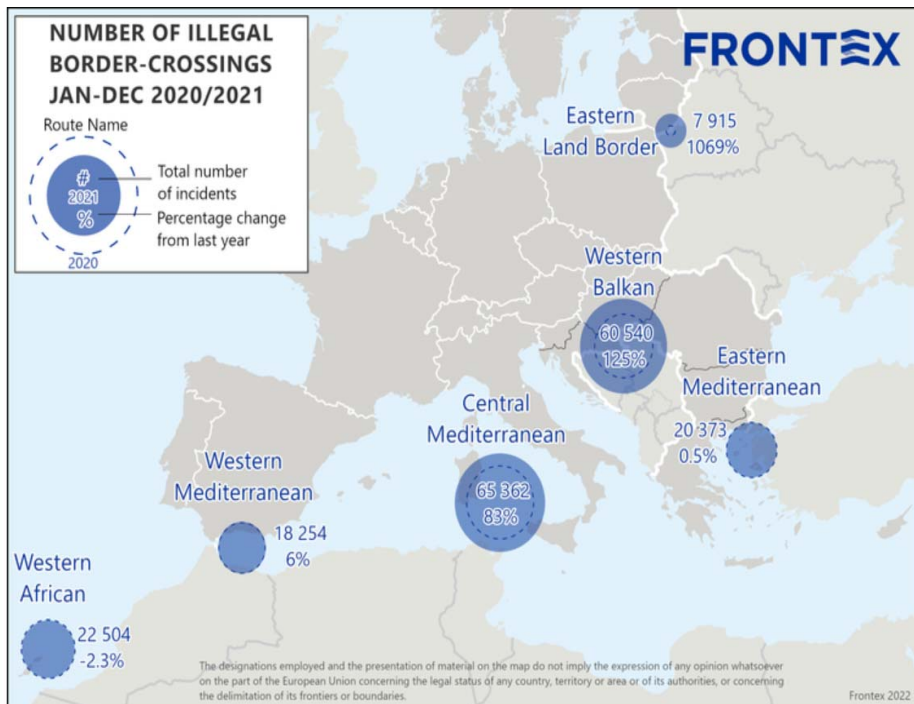 NUMBER OF ILLEGAL
BORDER-CROSSINGS
JAN-DEC 2020/2021
Route Name
#
2021
%
Total number
of incidents
Percentage change
from last year
2020
FRONTEX
Eastern
Land Border
7 915
1069%
Western
Balkan
60 540
125%
Eastern
Mediterranean
20 373
0.5%
Central
Mediterranean
65 362
83%
Western
Mediterranean
18 254
6%
Western
African
22 504
-2.3%
The designations employed and the presentation of material on the map do not imply the expression of any opinion whatsoever
on the part of the European Union concerning the legal status of any country, territory or area or of its authorities, or concerning
the delimitation of its frontiers or boundaries.
Frontex 2022